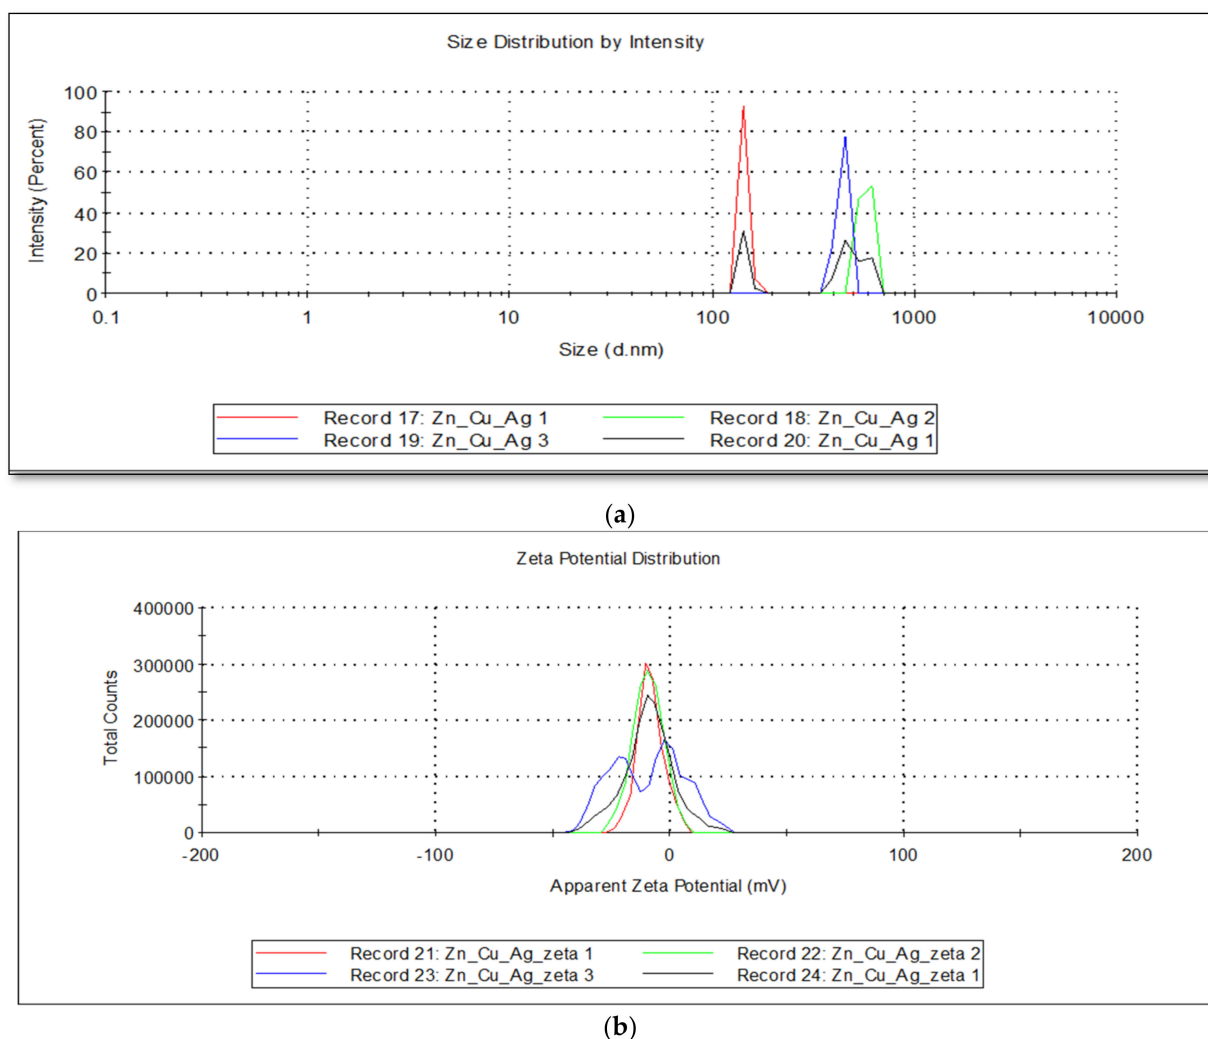 Size Distribution by Intensity
Intensity (Percent)
100
80
60
40
20
0
0.1 1 10 100 1000 10000
Size (d.nm)
Record 17: Zn_Cu_Ag 1 Record 18: Zn_Cu_Ag 2
Record 19: Zn_Cu_Ag 3 Record 20: Zn_Cu_Ag 1
(a)
Zeta Potential Distribution
Total Counts
400000
300000
200000
100000
0
-200 -100 0 100 200
Apparent Zeta Potential (mV)
Record 21: Zn_Cu_Ag_zeta 1 Record 22: Zn_Cu_Ag_zeta 2
Record 23: Zn_Cu_Ag_zeta 3 Record 24: Zn_Cu_Ag_zeta 1
(b)